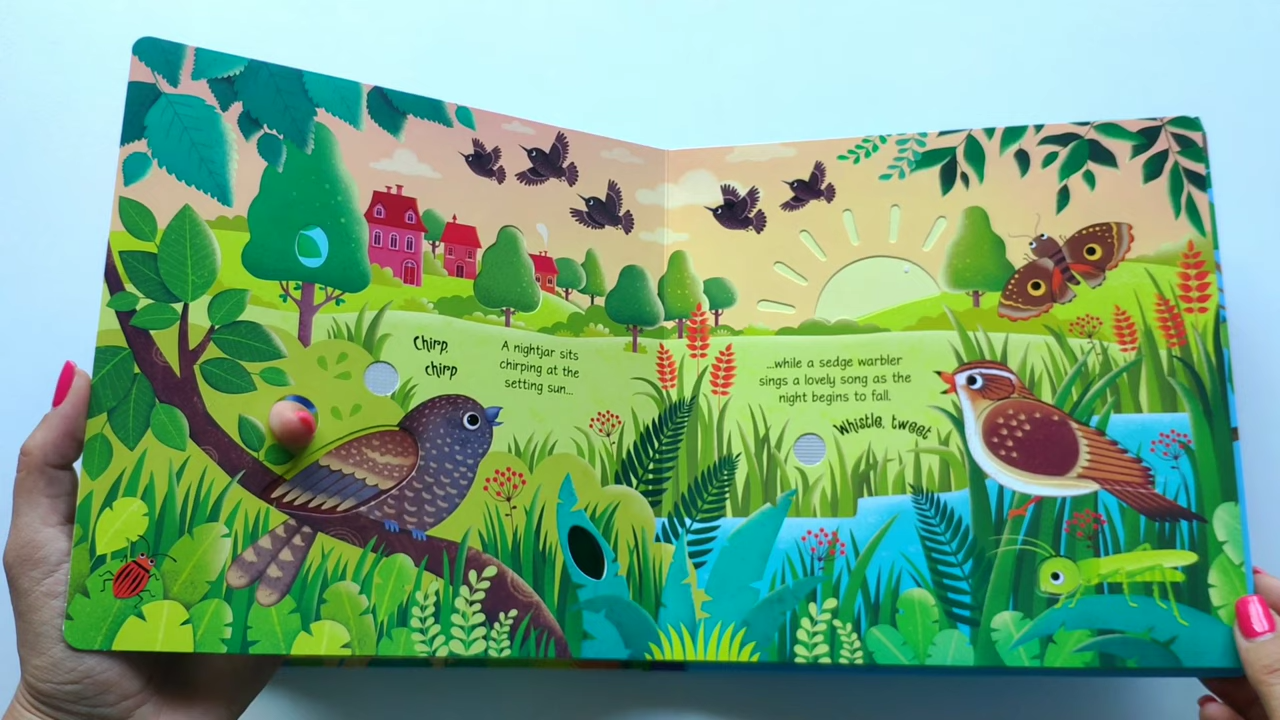 Chirp,
chirp
A nightjar sits
chirping at the
setting sun...
...while a sedge warbler
sings a lovely song as the
night begins to fall.
Whistle, tweet